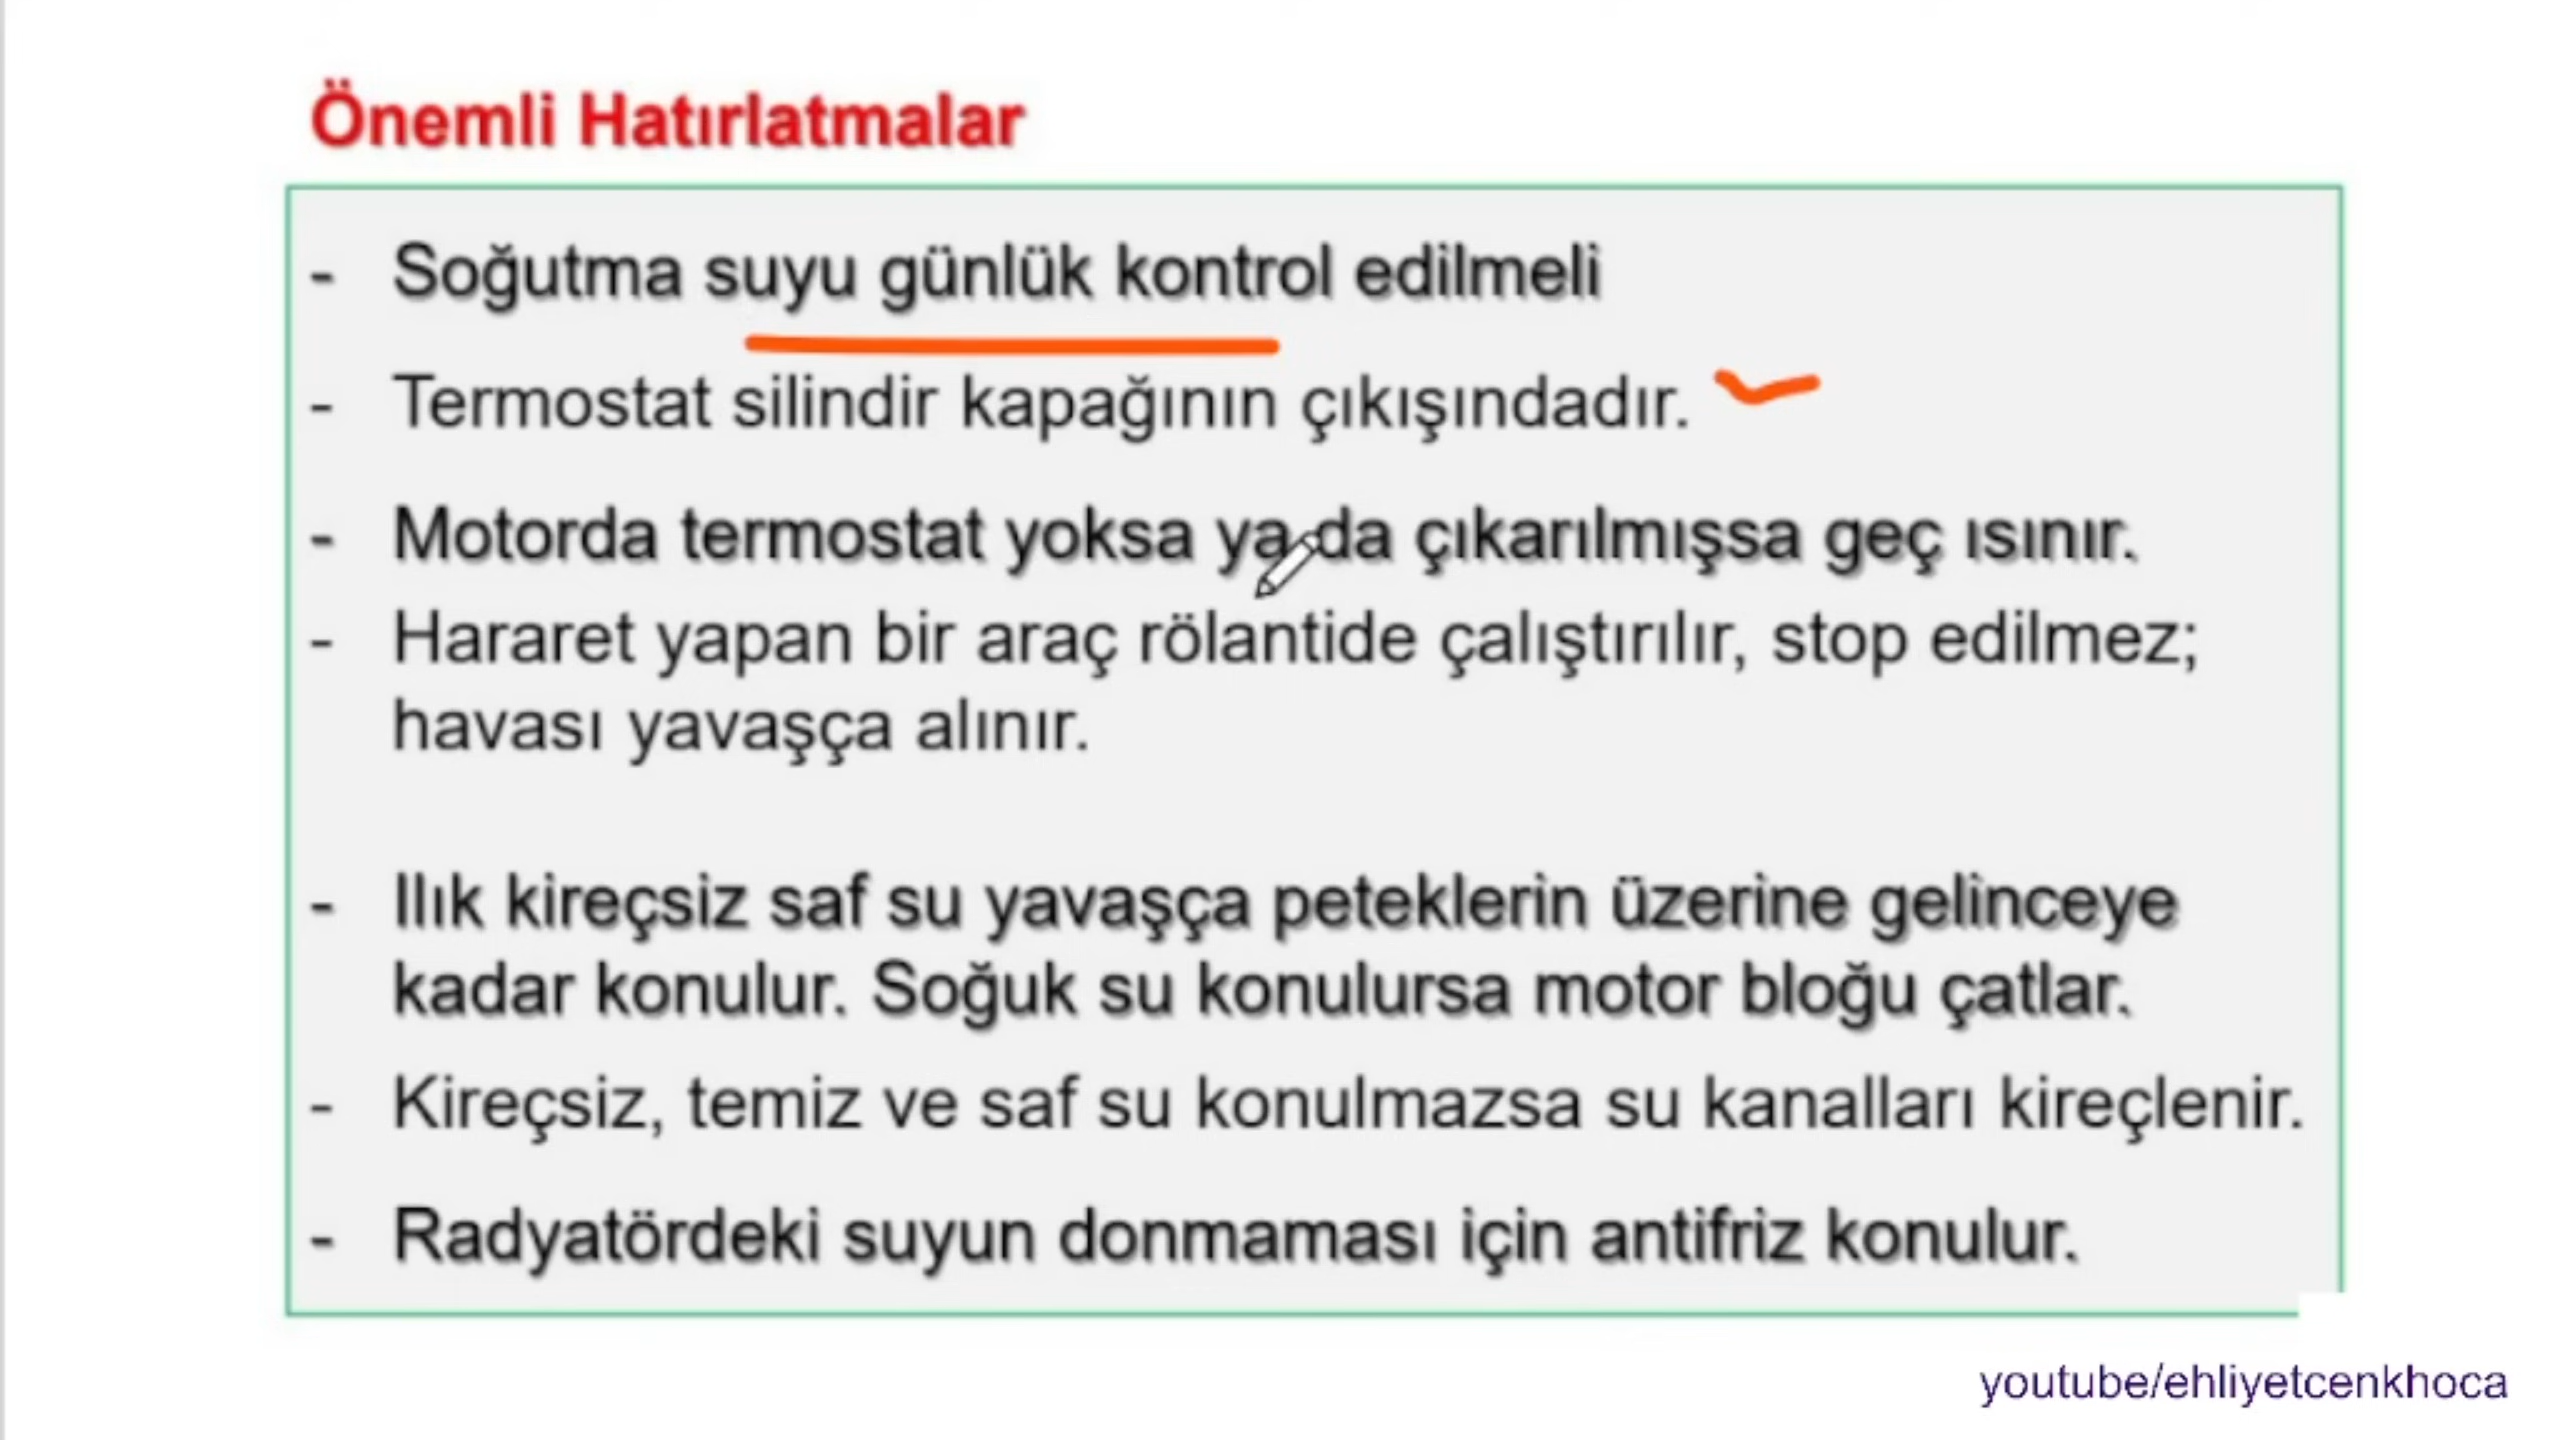 Önemli Hatırlatmalar
- Soğutma suyu günlük kontrol edilmeli
- Termostat silindir kapağının çıkışındadır.
- Motorda termostat yoksa ya da çıkarılmışsa geç ısınır.
- Hararet yapan bir araç rölantide çalıştırılır, stop edilmez;
havası yavaşça alınır.
- Ilık kireçsiz saf su yavaşça peteklerin üzerine gelinceye
kadar konulur. Soğuk su konulursa motor bloğu çatlar.
- Kireçsiz, temiz ve saf su konulmazsa su kanalları kireçlenir.
- Radyatördeki suyun donmaması için antifriz konulur.
youtube/ehliyetcenkhoca